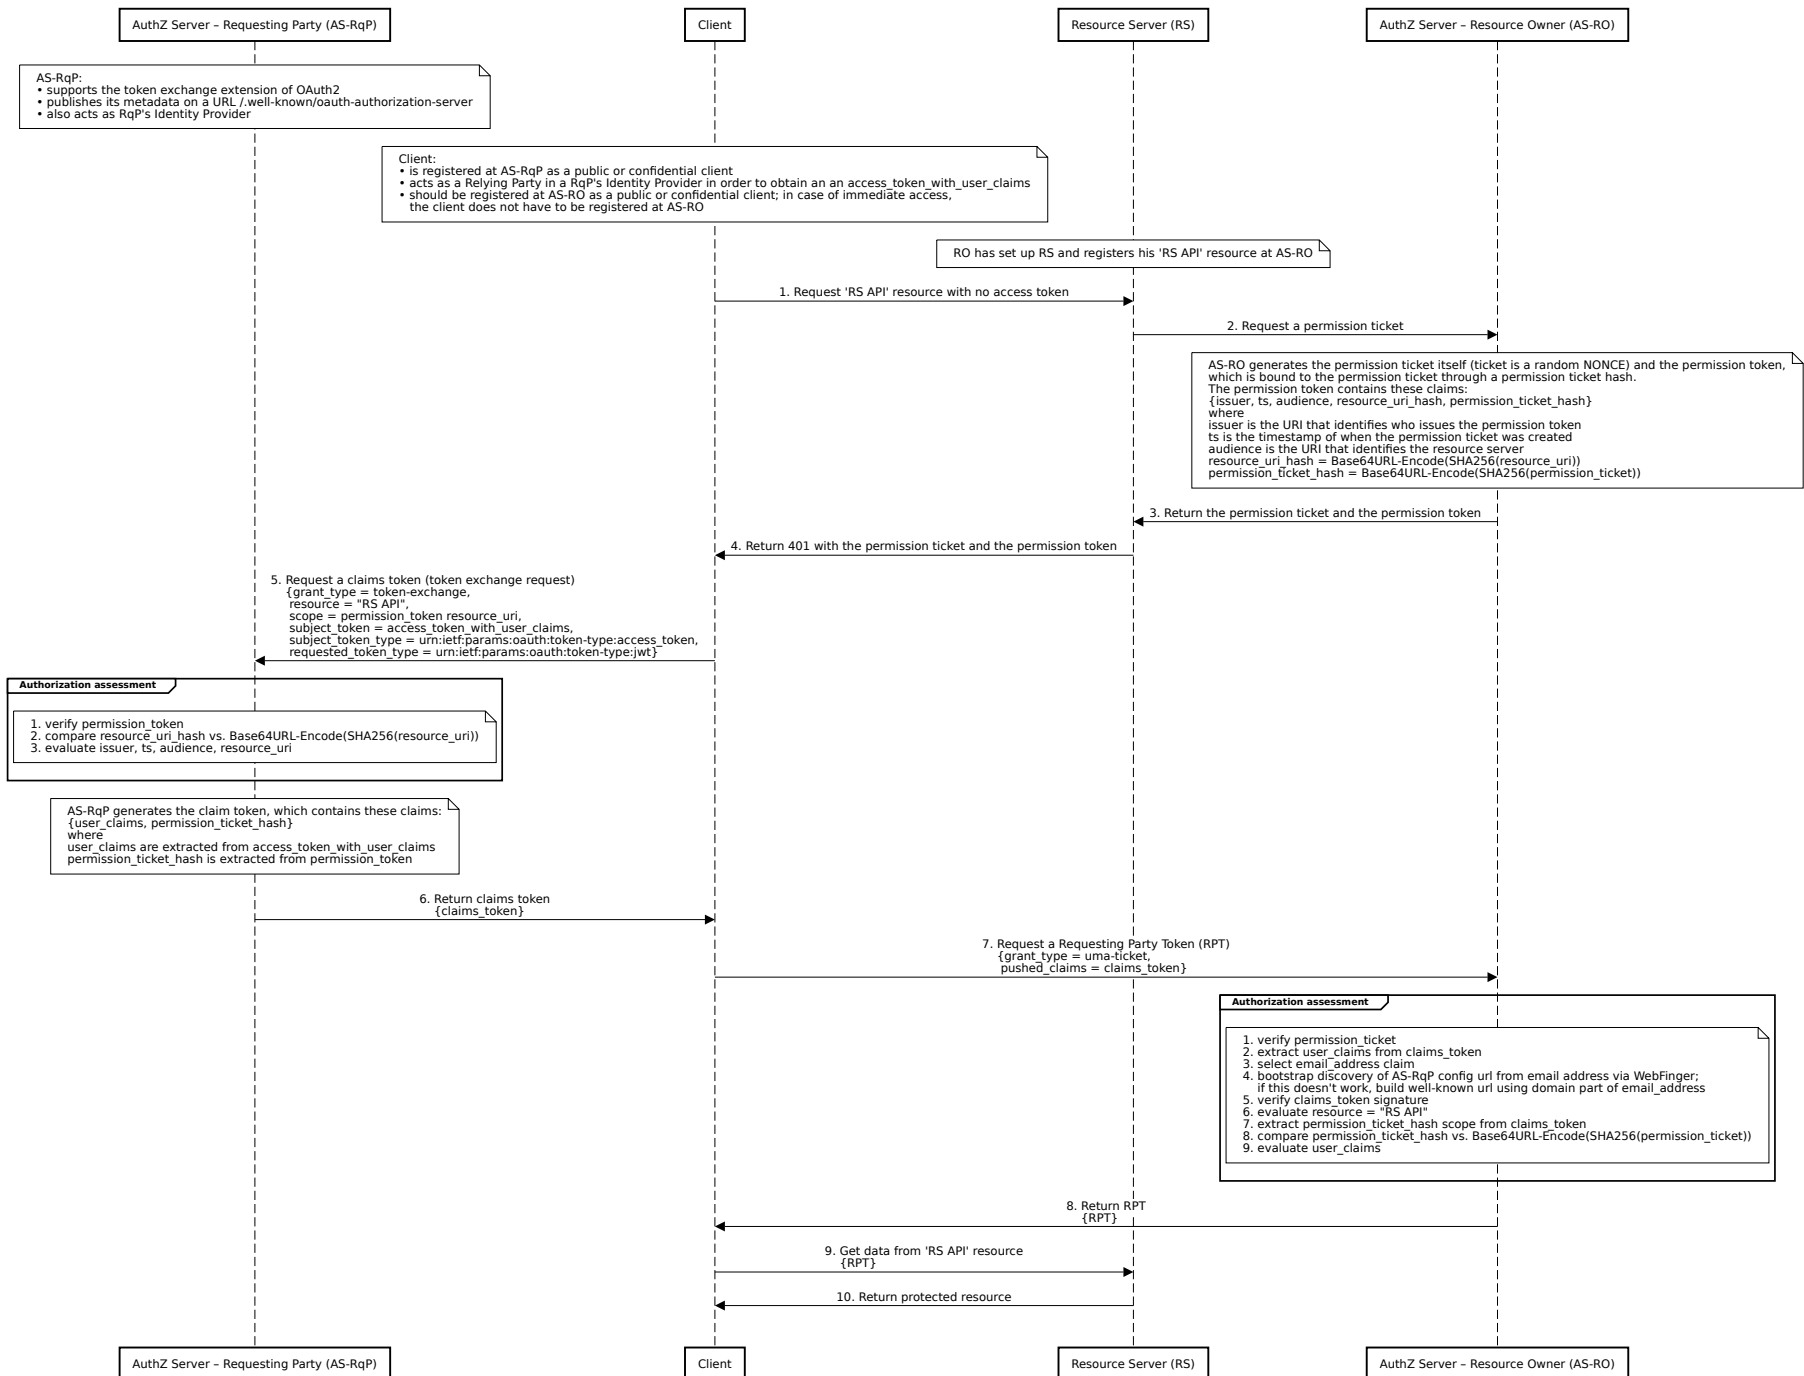 AuthZ Server – Requesting Party (AS-RqP)
Client
Resource Server (RS)
AuthZ Server – Resource Owner (AS-RO)
AS-RqP:
• supports the token exchange extension of OAuth2
• publishes its metadata on a URL /.well-known/oauth-authorization-server
• also acts as RqP's Identity Provider
Client:
• is registered at AS-RqP as a public or confidential client
• acts as a Relying Party in a RqP's Identity Provider in order to obtain an an access_token_with_user_claims
• should be registered at AS-RO as a public or confidential client; in case of immediate access,
the client does not have to be registered at AS-RO
RO has set up RS and registers his 'RS API' resource at AS-RO
1. Request 'RS API' resource with no access token
2. Request a permission ticket
AS-RO generates the permission ticket itself (ticket is a random NONCE) and the permission token,
which is bound to the permission ticket through a permission ticket hash.
The permission token contains these claims:
{issuer, ts, audience, resource_uri_hash, permission_ticket_hash}
where
issuer is the URI that identifies who issues the permission token
ts is the timestamp of when the permission ticket was created
audience is the URI that identifies the resource server
resource_uri_hash = Base64URL-Encode(SHA256(resource_uri))
permission_ticket_hash = Base64URL-Encode(SHA256(permission_ticket))
3. Return the permission ticket and the permission token
4. Return 401 with the permission ticket and the permission token
5. Request a claims token (token exchange request)
{grant_type = token-exchange,
resource = "RS API",
scope = permission_token resource_uri,
subject_token = access_token_with_user_claims,
subject_token_type = urn:ietf:params:oauth:token-type:access_token,
requested_token_type = urn:ietf:params:oauth:token-type:jwt}
Authorization assessment
1. verify permission_token
2. compare resource_uri_hash vs. Base64URL-Encode(SHA256(resource_uri))
3. evaluate issuer, ts, audience, resource_uri
AS-RqP generates the claim token, which contains these claims:
{user_claims, permission_ticket_hash}
where
user_claims are extracted from access_token_with_user_claims
permission_ticket_hash is extracted from permission_token
6. Return claims token
{claims_token}
7. Request a Requesting Party Token (RPT)
{grant_type = uma-ticket,
pushed_claims = claims_token}
Authorization assessment
1. verify permission_ticket
2. extract user_claims from claims_token
3. select email_address claim
4. bootstrap discovery of AS-RqP config url from email address via WebFinger;
if this doesn't work, build well-known url using domain part of email_address
5. verify claims_token signature
6. evaluate resource = "RS API"
7. extract permission_ticket_hash scope from claims_token
8. compare permission_ticket_hash vs. Base64URL-Encode(SHA256(permission_ticket))
9. evaluate user_claims
8. Return RPT
{RPT}
9. Get data from 'RS API' resource
{RPT}
10. Return protected resource
AuthZ Server – Requesting Party (AS-RqP)
Client
Resource Server (RS)
AuthZ Server – Resource Owner (AS-RO)